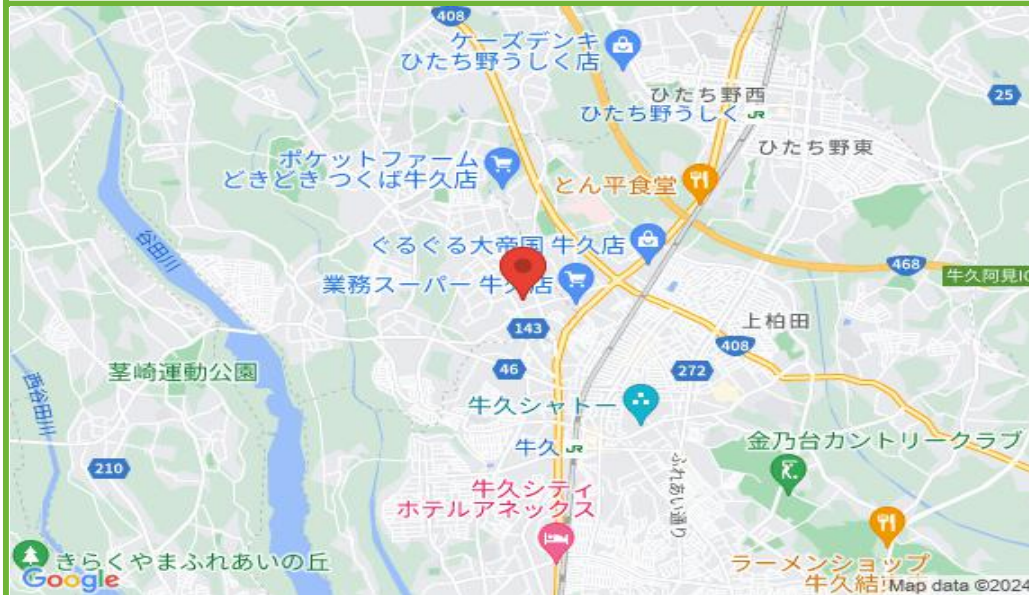 408
ケーズデンキ
ひたち野うしく店
ひたち野西
25
ひたち野うしく JR
ひたち野東
ポケットファーム
どきどき つくば牛久店
とん平食堂
谷田川
ぐるぐる大帝国 牛久店
468
牛久阿見IC
業務スーパー 牛久店
143
上柏田
408
茎崎運動公園
46
272
西谷田川
牛久シャトー
牛久 JR
金乃台カントリークラブ
210
ふれあい通り
牛久シティ
ホテルアネックス
きらくやまふれあいの丘
ラーメンショップ
牛久結
Google
Map data ©2024